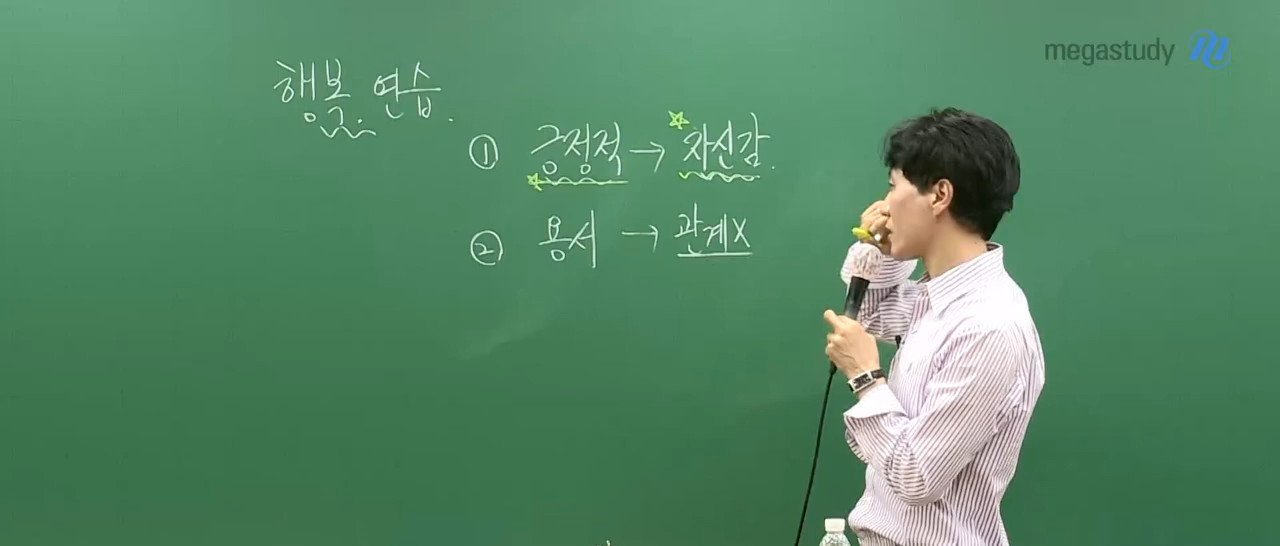 megastudy
행복 연습.
① 긍정적 → ☆자신감.
② 용서 → 관계X